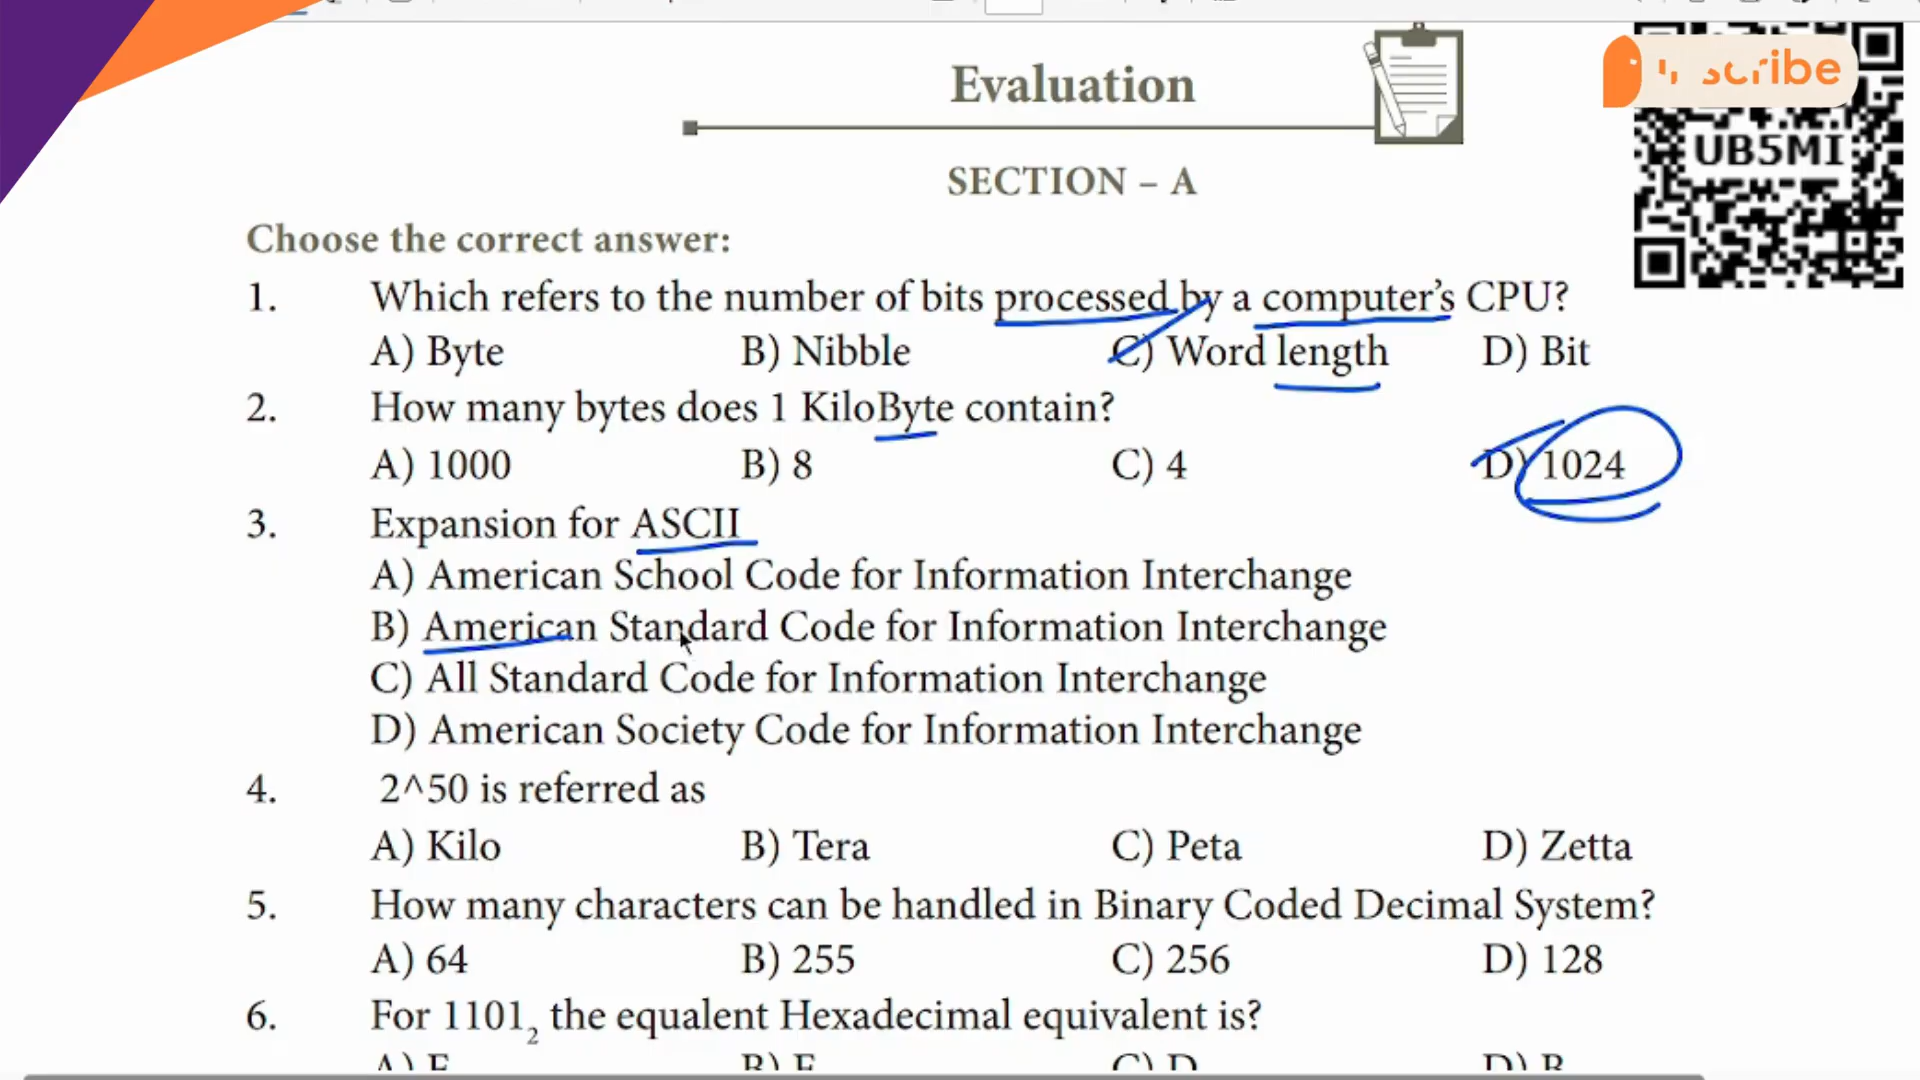 scribe
Evaluation
UB5MI
SECTION – A
Choose the correct answer:
1. Which refers to the number of bits processed by a computer’s CPU?
A) Byte B) Nibble C) Word length D) Bit
2. How many bytes does 1 KiloByte contain?
A) 1000 B) 8 C) 4 D) 1024
3. Expansion for ASCII
A) American School Code for Information Interchange
B) American Standard Code for Information Interchange
C) All Standard Code for Information Interchange
D) American Society Code for Information Interchange
4. 2^50 is referred as
A) Kilo B) Tera C) Peta D) Zetta
5. How many characters can be handled in Binary Coded Decimal System?
A) 64 B) 255 C) 256 D) 128
6. For 1101₂ the equalent Hexadecimal equivalent is?